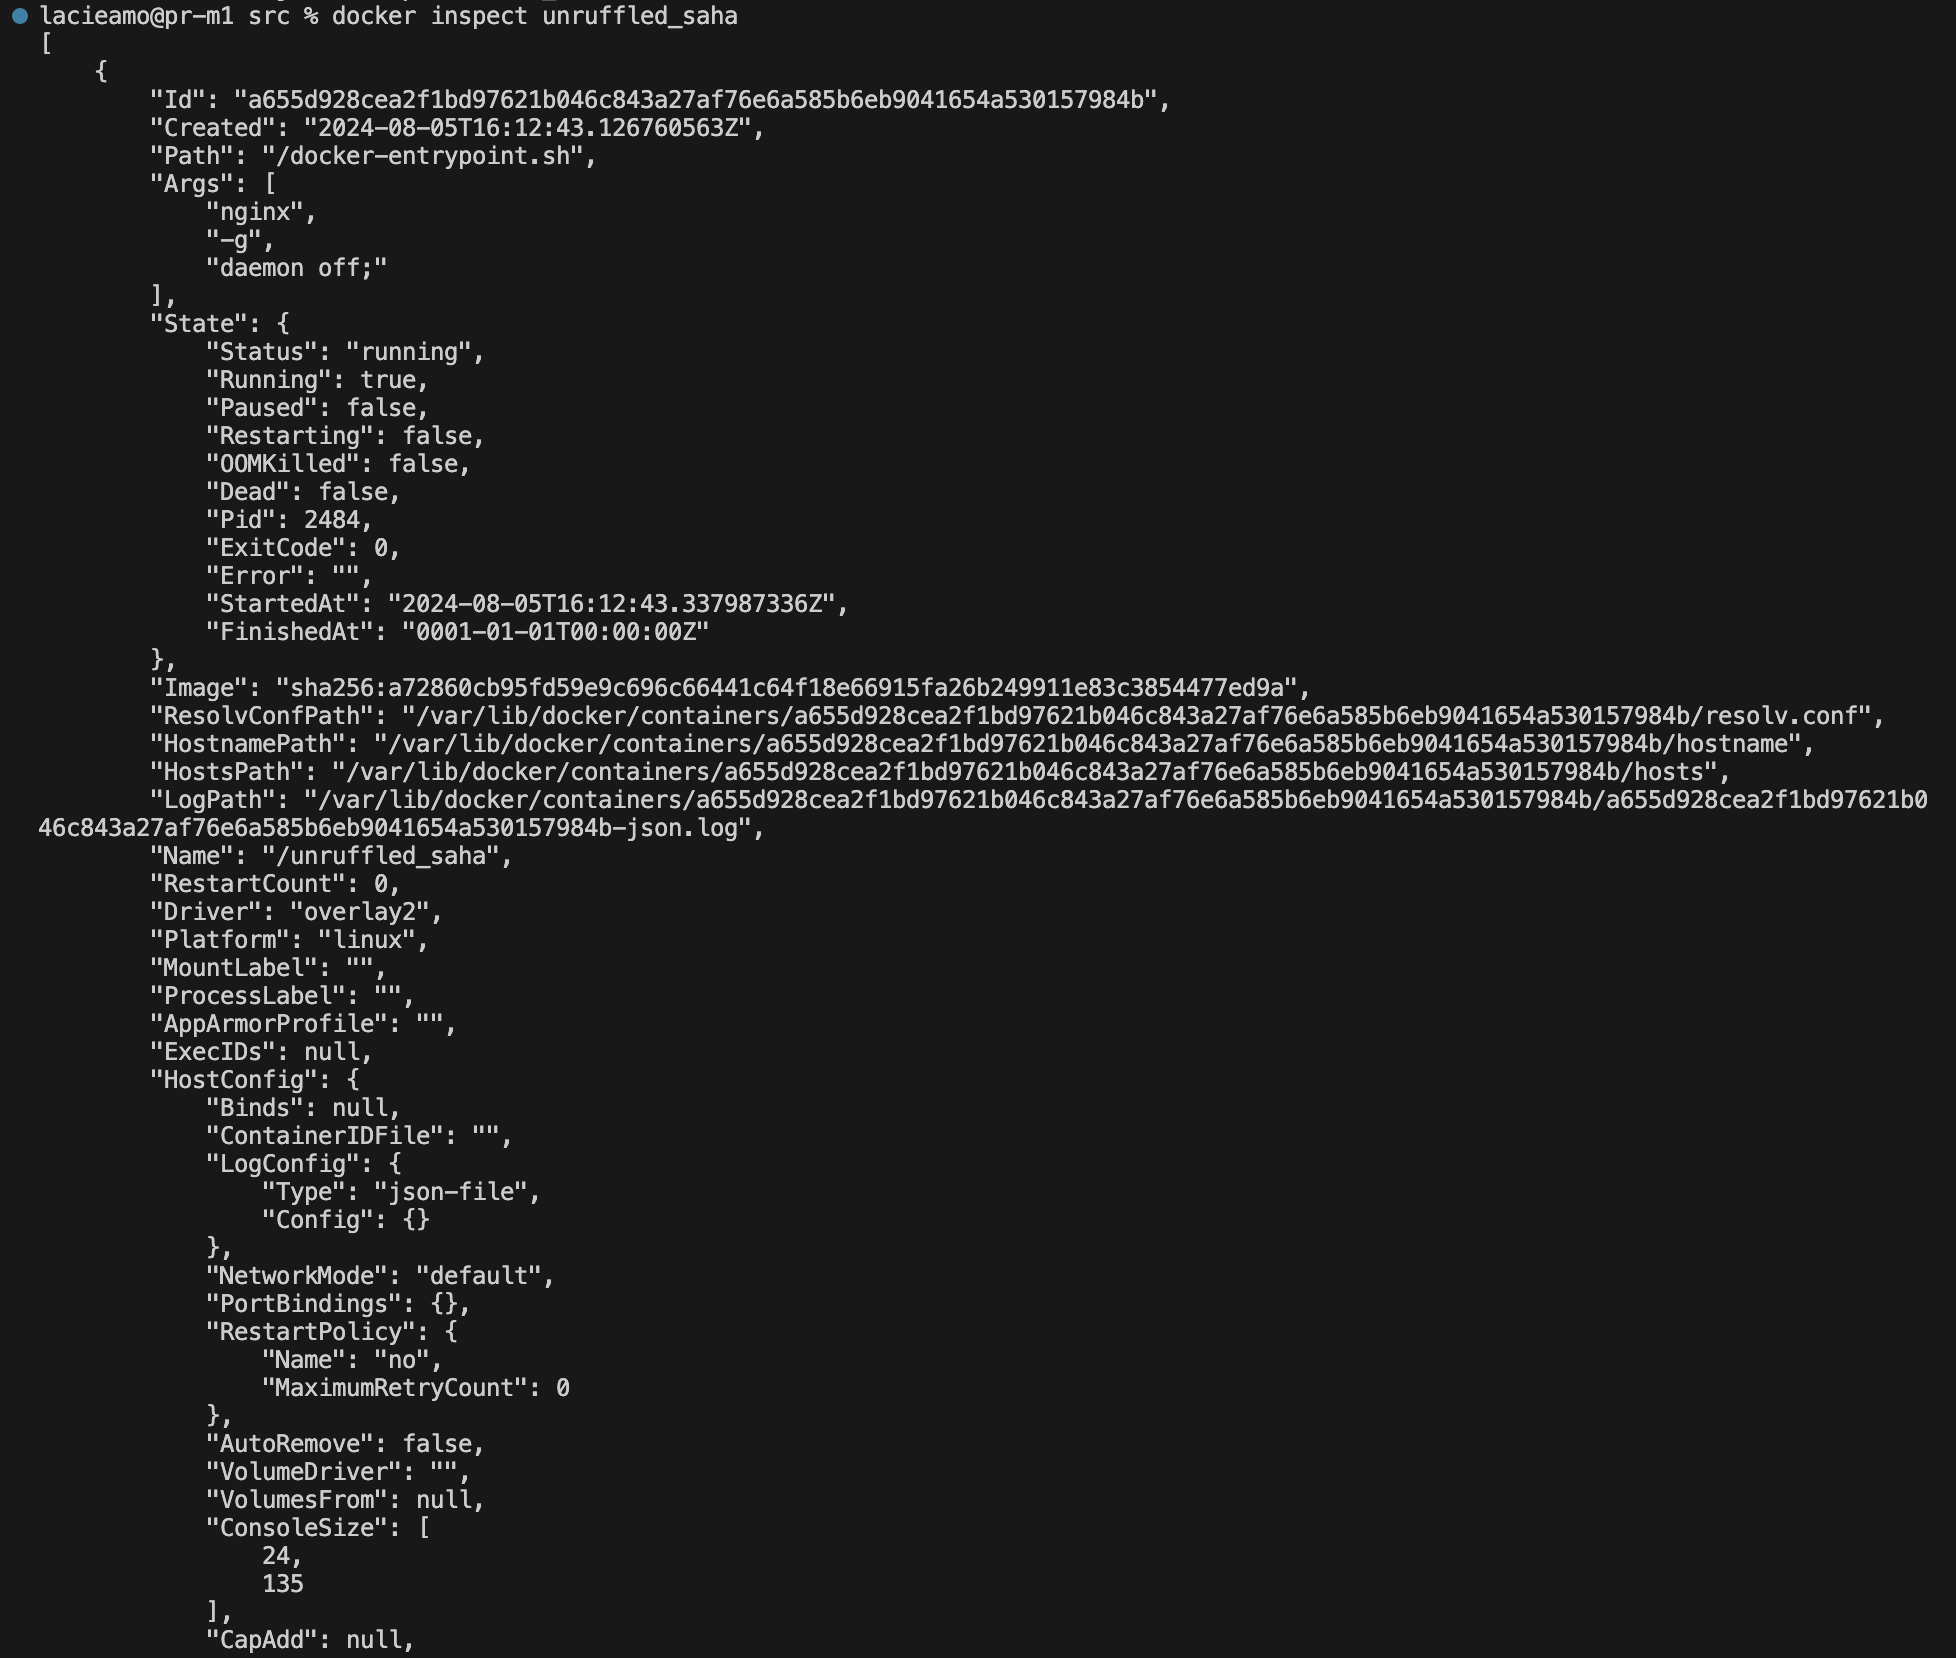 lacieamo@pr-m1 src % docker inspect unruffled_saha
[
    {
        "Id": "a655d928cea2f1bd97621b046c843a27af76e6a585b6eb9041654a530157984b",
        "Created": "2024-08-05T16:12:43.126760563Z",
        "Path": "/docker-entrypoint.sh",
        "Args": [
            "nginx",
            "-g",
            "daemon off;"
        ],
        "State": {
            "Status": "running",
            "Running": true,
            "Paused": false,
            "Restarting": false,
            "OOMKilled": false,
            "Dead": false,
            "Pid": 2484,
            "ExitCode": 0,
            "Error": "",
            "StartedAt": "2024-08-05T16:12:43.337987336Z",
            "FinishedAt": "0001-01-01T00:00:00Z"
        },
        "Image": "sha256:a72860cb95fd59e9c696c66441c64f18e66915fa26b249911e83c3854477ed9a",
        "ResolvConfPath": "/var/lib/docker/containers/a655d928cea2f1bd97621b046c843a27af76e6a585b6eb9041654a530157984b/resolv.conf",
        "HostnamePath": "/var/lib/docker/containers/a655d928cea2f1bd97621b046c843a27af76e6a585b6eb9041654a530157984b/hostname",
        "HostsPath": "/var/lib/docker/containers/a655d928cea2f1bd97621b046c843a27af76e6a585b6eb9041654a530157984b/hosts",
        "LogPath": "/var/lib/docker/containers/a655d928cea2f1bd97621b046c843a27af76e6a585b6eb9041654a530157984b/a655d928cea2f1bd97621b0
46c843a27af76e6a585b6eb9041654a530157984b-json.log",
        "Name": "/unruffled_saha",
        "RestartCount": 0,
        "Driver": "overlay2",
        "Platform": "linux",
        "MountLabel": "",
        "ProcessLabel": "",
        "AppArmorProfile": "",
        "ExecIDs": null,
        "HostConfig": {
            "Binds": null,
            "ContainerIDFile": "",
            "LogConfig": {
                "Type": "json-file",
                "Config": {}
            },
            "NetworkMode": "default",
            "PortBindings": {},
            "RestartPolicy": {
                "Name": "no",
                "MaximumRetryCount": 0
            },
            "AutoRemove": false,
            "VolumeDriver": "",
            "VolumesFrom": null,
            "ConsoleSize": [
                24,
                135
            ],
            "CapAdd": null,